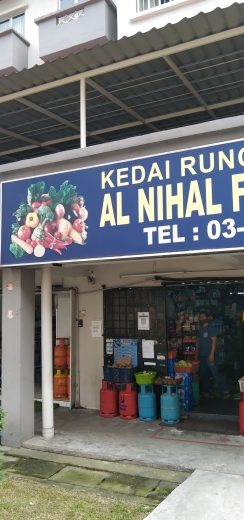 KEDAI RUNC
AL NIHAL
TEL : 03-